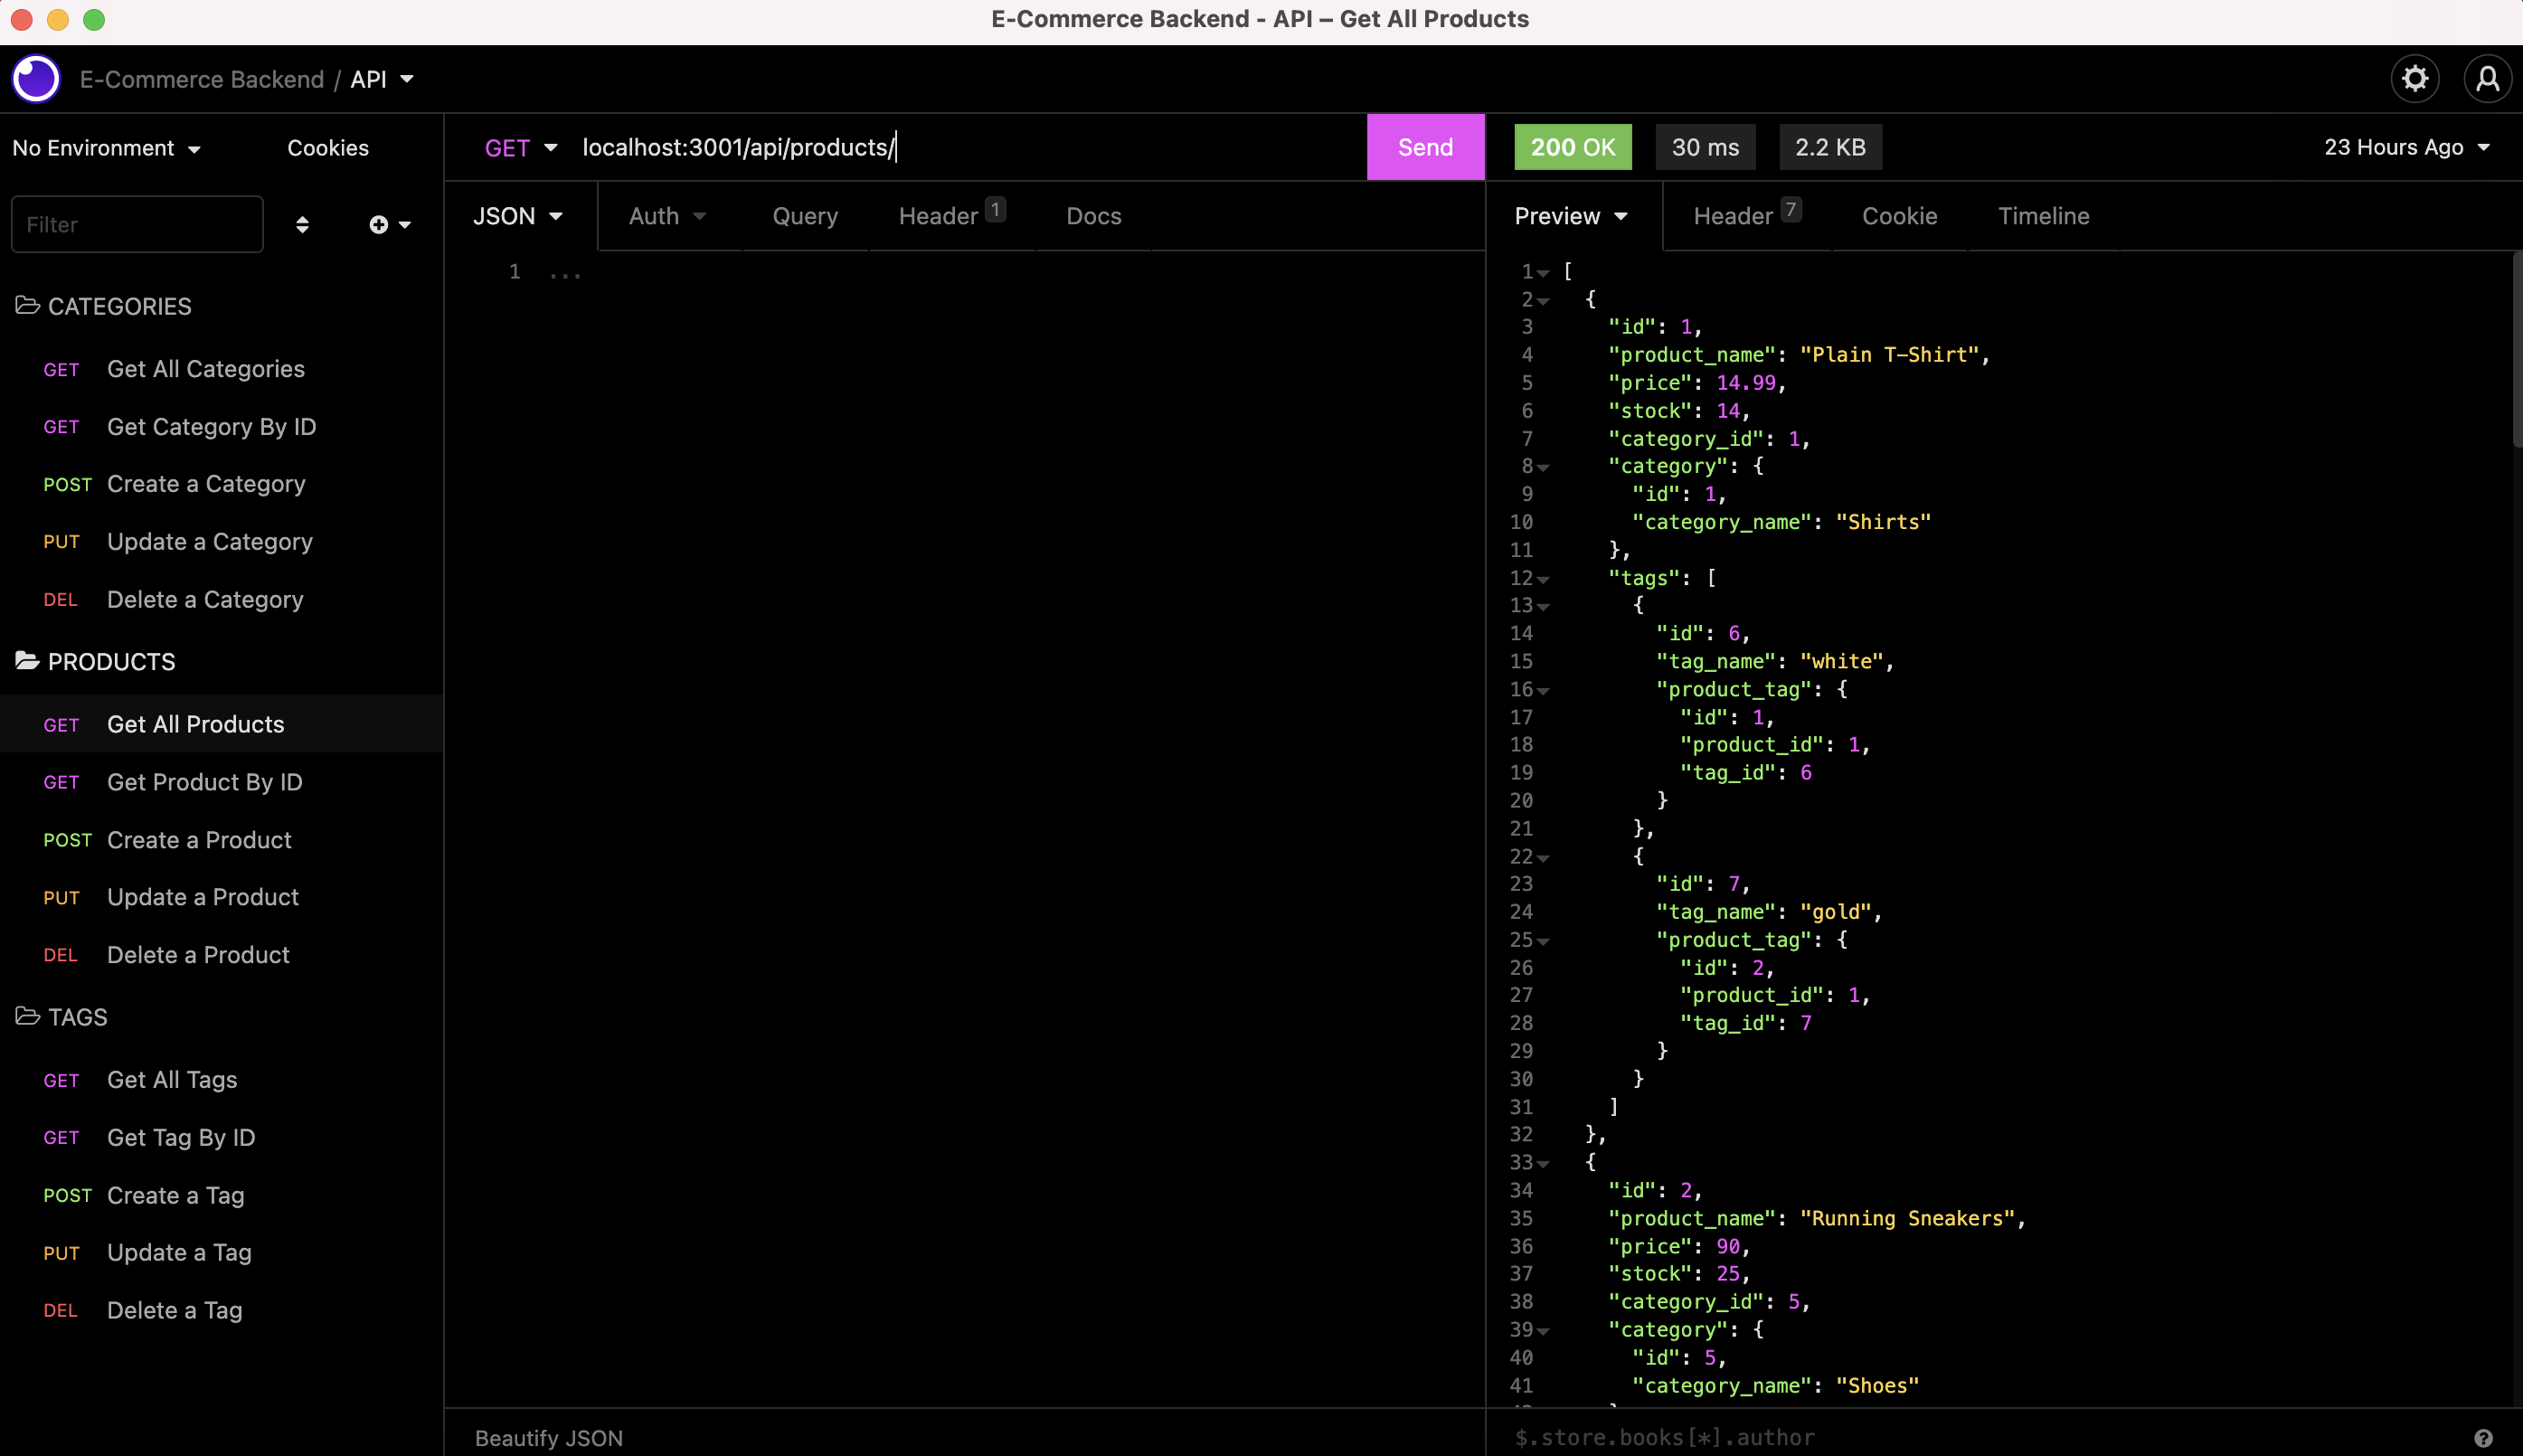 E-Commerce Backend - API – Get All Products
E-Commerce Backend / API
No Environment
Cookies
Filter
CATEGORIES
GET Get All Categories
GET Get Category By ID
POST Create a Category
PUT Update a Category
DEL Delete a Category
PRODUCTS
GET Get All Products
GET Get Product By ID
POST Create a Product
PUT Update a Product
DEL Delete a Product
TAGS
GET Get All Tags
GET Get Tag By ID
POST Create a Tag
PUT Update a Tag
DEL Delete a Tag
GET localhost:3001/api/products/ Send
JSON Auth Query Header 1 Docs
1 ...
Beautify JSON
200 OK 30 ms 2.2 KB 23 Hours Ago
Preview Header 7 Cookie Timeline
1 [
2 {
3 "id": 1,
4 "product_name": "Plain T-Shirt",
5 "price": 14.99,
6 "stock": 14,
7 "category_id": 1,
8 "category": {
9 "id": 1,
10 "category_name": "Shirts"
11 },
12 "tags": [
13 {
14 "id": 6,
15 "tag_name": "white",
16 "product_tag": {
17 "id": 1,
18 "product_id": 1,
19 "tag_id": 6
20 }
21 },
22 {
23 "id": 7,
24 "tag_name": "gold",
25 "product_tag": {
26 "id": 2,
27 "product_id": 1,
28 "tag_id": 7
29 }
30 }
31 ]
32 },
33 {
34 "id": 2,
35 "product_name": "Running Sneakers",
36 "price": 90,
37 "stock": 25,
38 "category_id": 5,
39 "category": {
40 "id": 5,
41 "category_name": "Shoes"
$.store.books[*].author